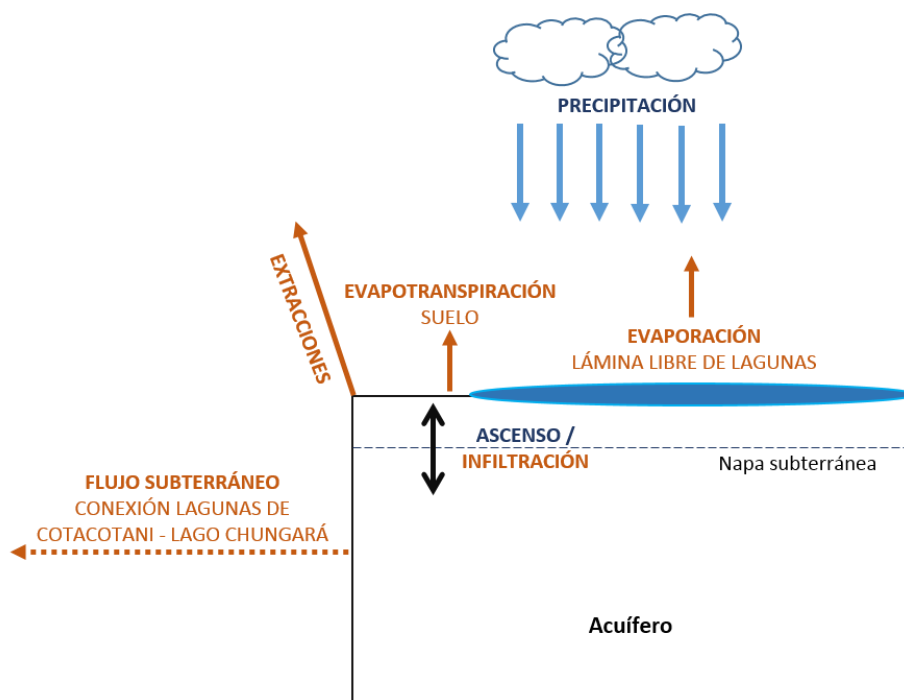 PRECIPITACIÓN
EXTRACCIONES
EVAPOTRANSPIRACIÓN
SUELO
EVAPORACIÓN
LÁMINA LIBRE DE LAGUNAS
ASCENSO /
INFILTRACIÓN
Napa subterránea
FLUJO SUBTERRÁNEO
CONEXIÓN LAGUNAS DE
COTACOTANI - LAGO CHUNGARÁ
Acuífero